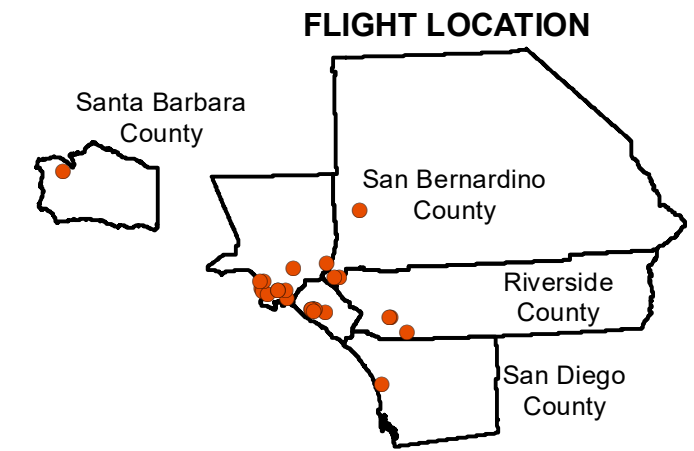 FLIGHT LOCATION
Santa Barbara
County
San Bernardino
County
Riverside
County
San Diego
County